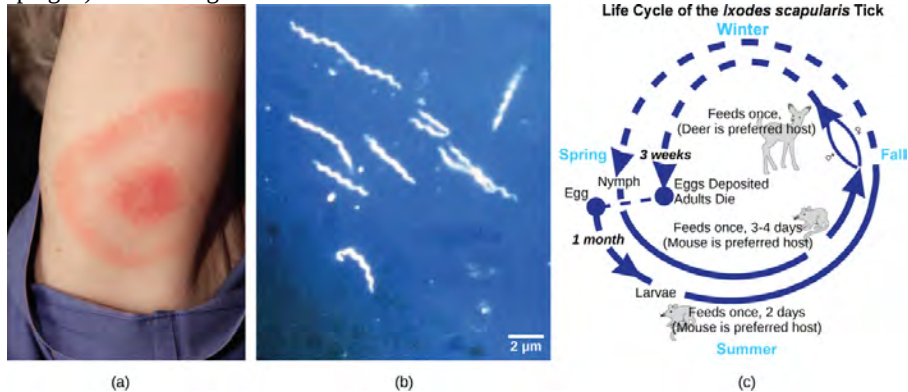 Life Cycle of the Ixodes scapularis Tick
Winter
Feeds once,
(Deer is preferred host)
Spring
3 weeks
Fall
♀
♂
Nymph
Egg
Eggs Deposited
Adults Die
Feeds once, 3-4 days
(Mouse is preferred host)
1 month
Larvae
Feeds once, 2 days
(Mouse is preferred host)
Summer
2 µm
(a)
(b)
(c)